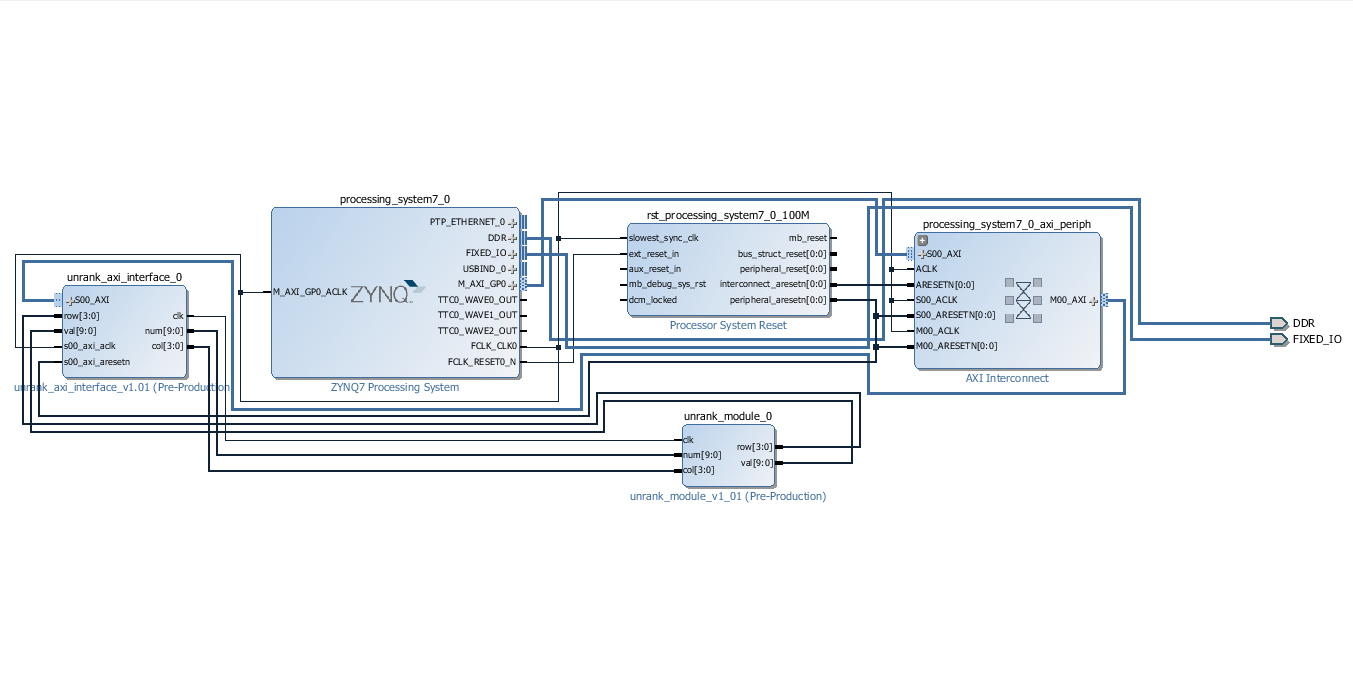 processing_system7_0
PTP_ETHERNET_0
DDR
FIXED_IO
USBIND_0
M_AXI_GP0
TTC0_WAVE0_OUT
TTC0_WAVE1_OUT
TTC0_WAVE2_OUT
FCLK_CLK0
FCLK_RESET0_N
M_AXI_GP0_ACLK
ZYNQ
ZYNQ7 Processing System
rst_processing_system7_0_100M
slowest_sync_clk
ext_reset_in
aux_reset_in
mb_debug_sys_rst
dcm_locked
mb_reset
bus_struct_reset[0:0]
peripheral_reset[0:0]
interconnect_aresetn[0:0]
peripheral_aresetn[0:0]
Processor System Reset
processing_system7_0_axi_periph
S00_AXI
ACLK
ARESETN[0:0]
S00_ACLK
S00_ARESETN[0:0]
M00_ACLK
M00_ARESETN[0:0]
M00_AXI
AXI Interconnect
DDR
FIXED_IO
unrank_axi_interface_0
S00_AXI
row[3:0]
val[9:0]
s00_axi_aclk
s00_axi_aresetn
clk
num[9:0]
col[3:0]
unrank_axi_interface_v1.01 (Pre-Production)
unrank_module_0
clk
num[9:0]
col[3:0]
row[3:0]
val[9:0]
unrank_module_v1_01 (Pre-Production)